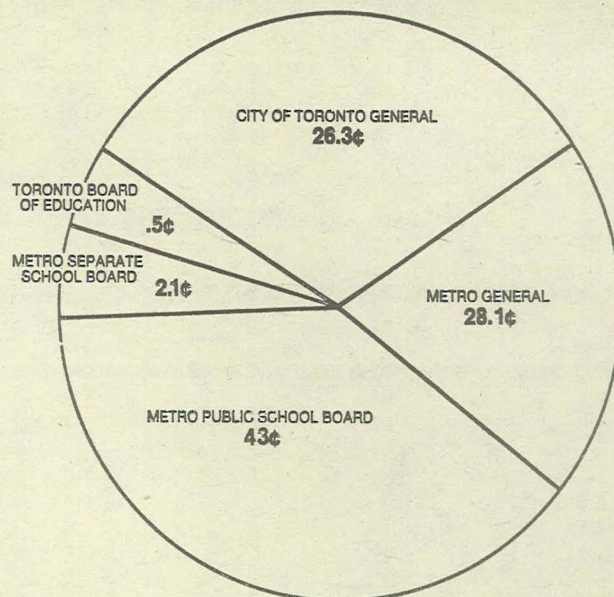 CITY OF TORONTO GENERAL
26.3¢
TORONTO BOARD
OF EDUCATION
.5¢
METRO SEPARATE
SCHOOL BOARD
2.1¢
METRO GENERAL
28.1¢
METRO PUBLIC SCHOOL BOARD
43¢